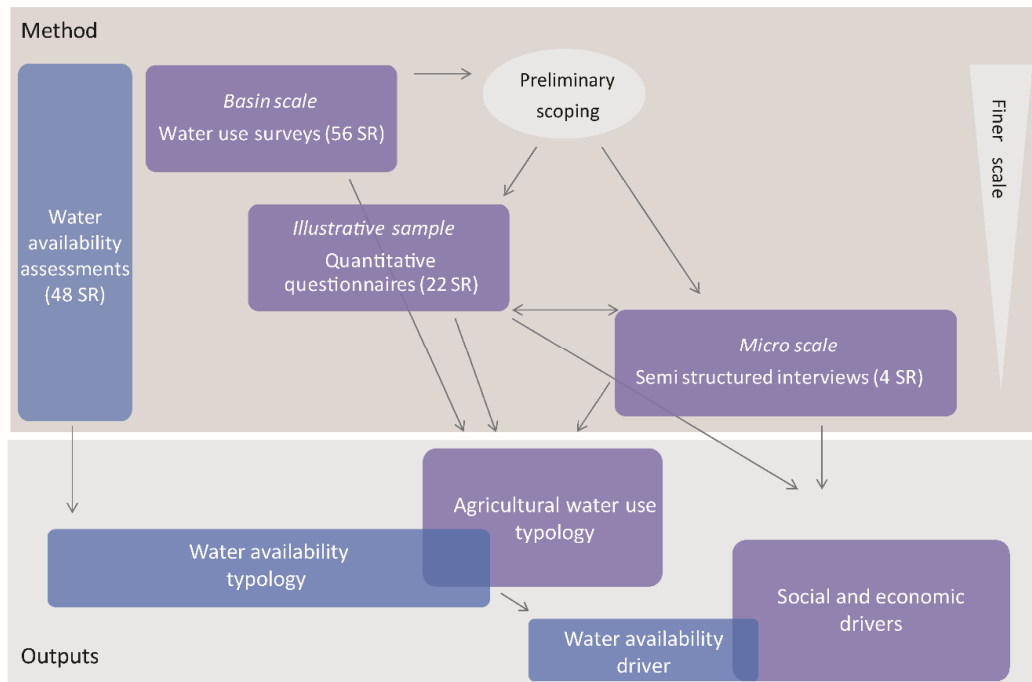 Method
Water
availability
assessments
(48 SR)
Basin scale
Water use surveys (56 SR)
Preliminary
scoping
Finer scale
Illustrative sample
Quantitative
questionnaires (22 SR)
Micro scale
Semi structured interviews (4 SR)
Agricultural water use
typology
Water availability
typology
Social and economic
drivers
Water availability
driver
Outputs